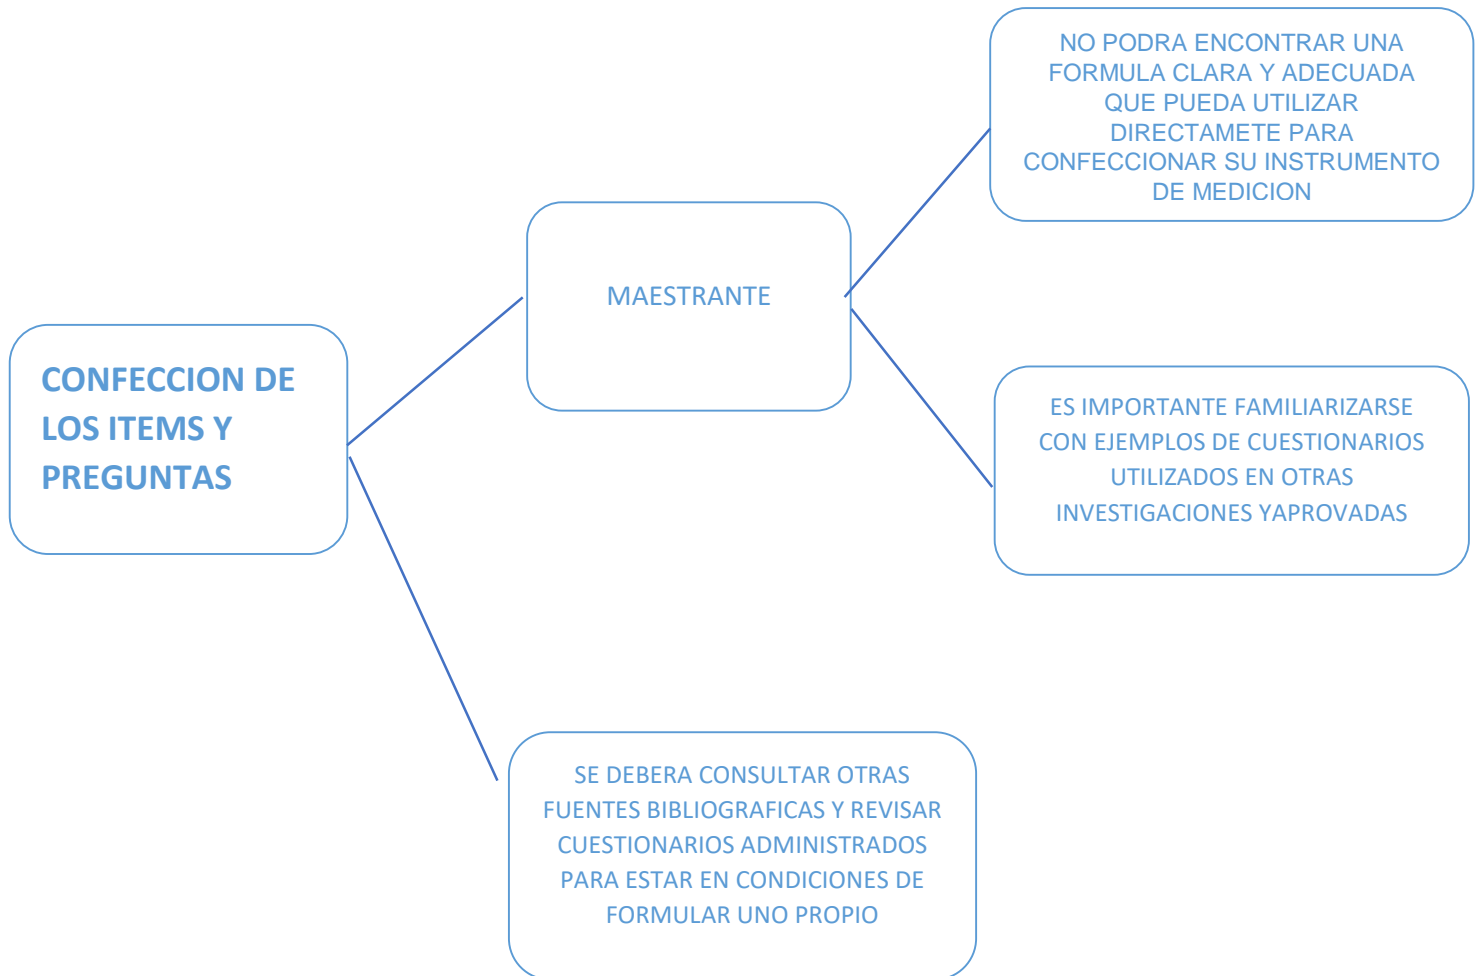 CONFECCION DE
LOS ITEMS Y
PREGUNTAS
MAESTRANTE
NO PODRA ENCONTRAR UNA
FORMULA CLARA Y ADECUADA
QUE PUEDA UTILIZAR
DIRECTAMETE PARA
CONFECCIONAR SU INSTRUMENTO
DE MEDICION
ES IMPORTANTE FAMILIARIZARSE
CON EJEMPLOS DE CUESTIONARIOS
UTILIZADOS EN OTRAS
INVESTIGACIONES YAPROVADAS
SE DEBERA CONSULTAR OTRAS
FUENTES BIBLIOGRAFICAS Y REVISAR
CUESTIONARIOS ADMINISTRADOS
PARA ESTAR EN CONDICIONES DE
FORMULAR UNO PROPIO